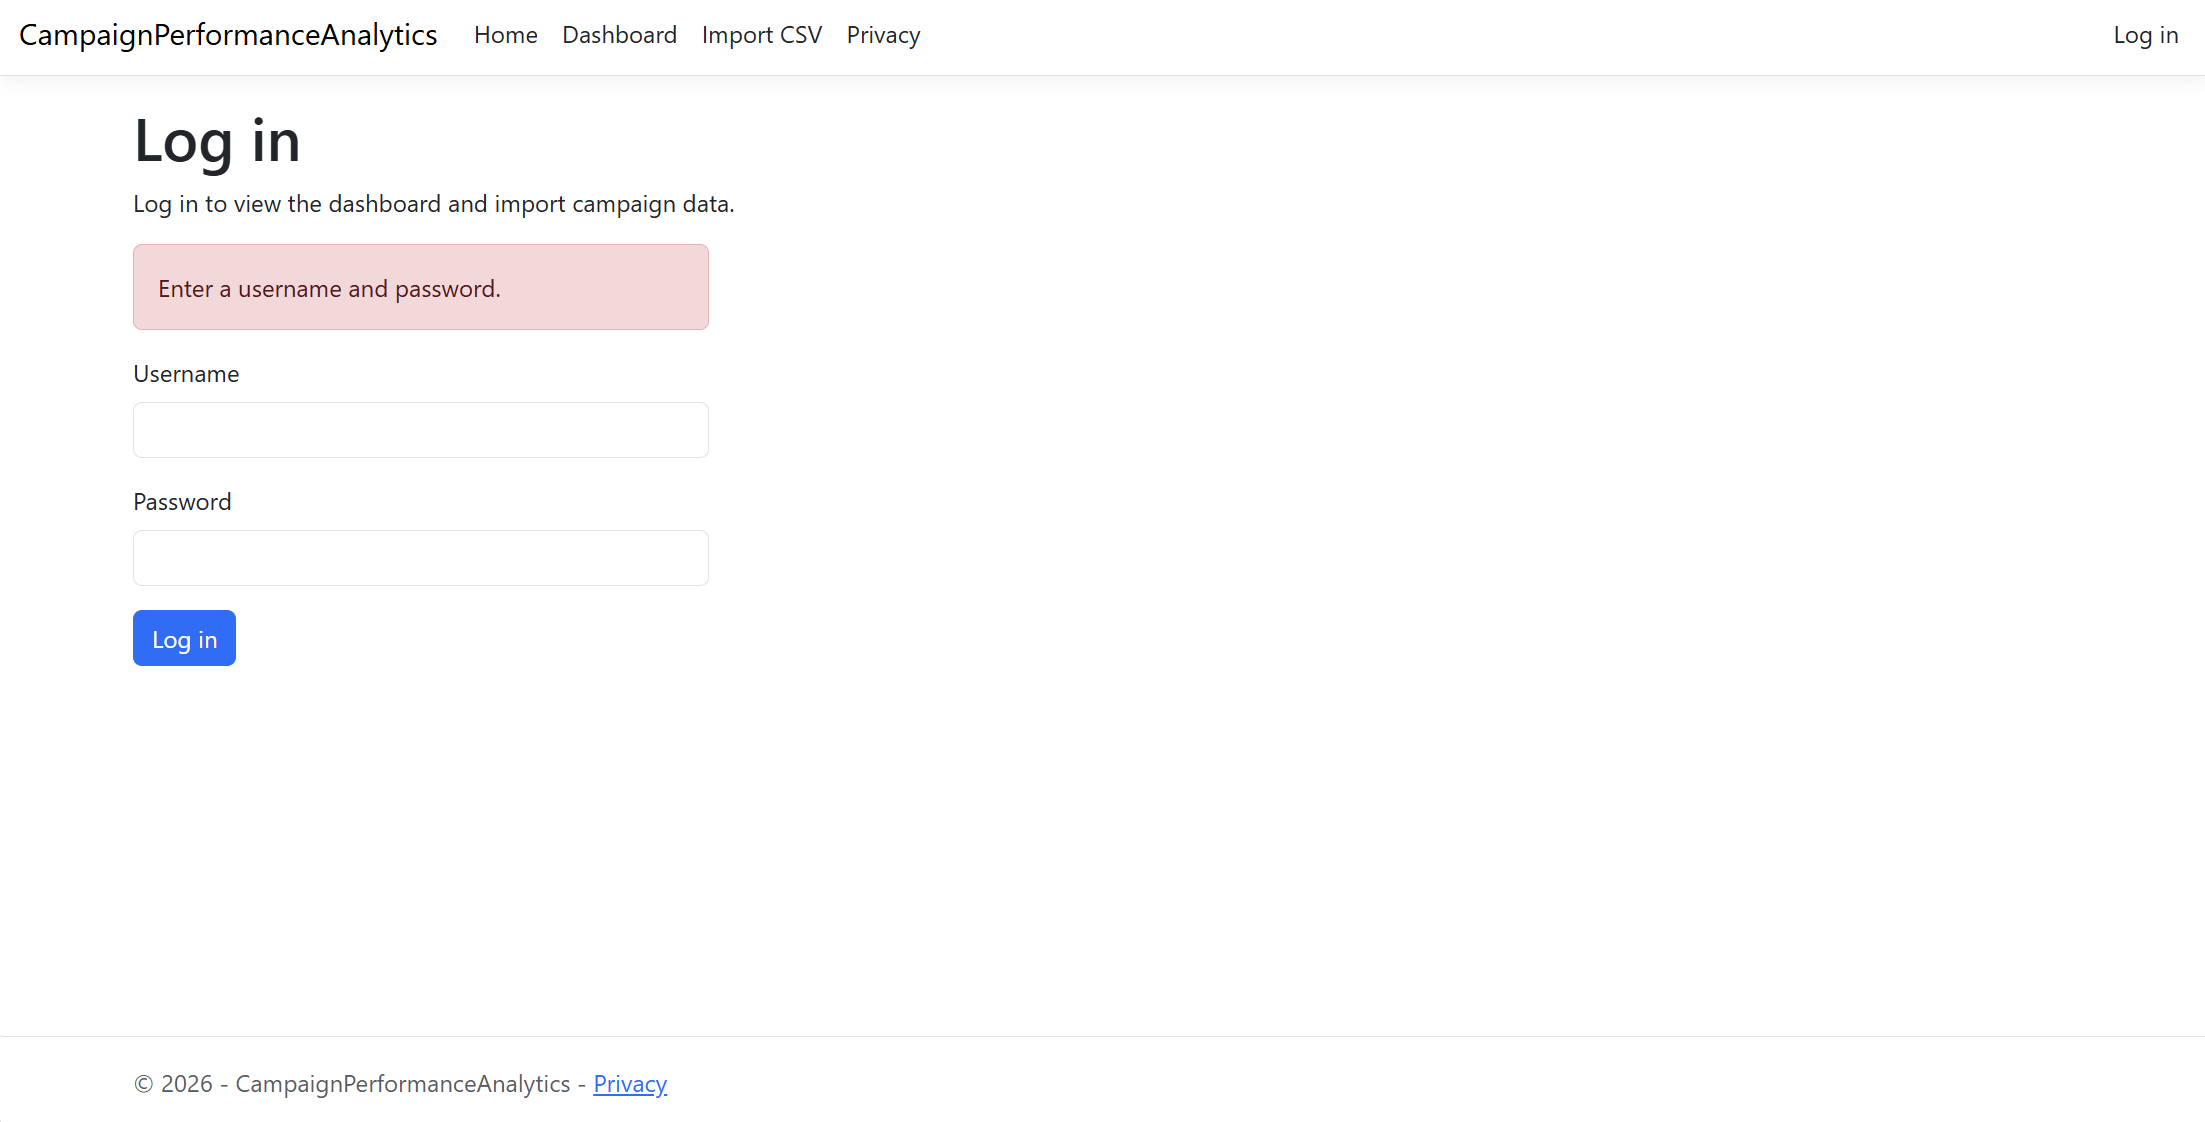 CampaignPerformanceAnalytics Home Dashboard Import CSV Privacy Log in
Log in
Log in to view the dashboard and import campaign data.
Enter a username and password.
Username
Password
Log in
© 2026 - CampaignPerformanceAnalytics - Privacy